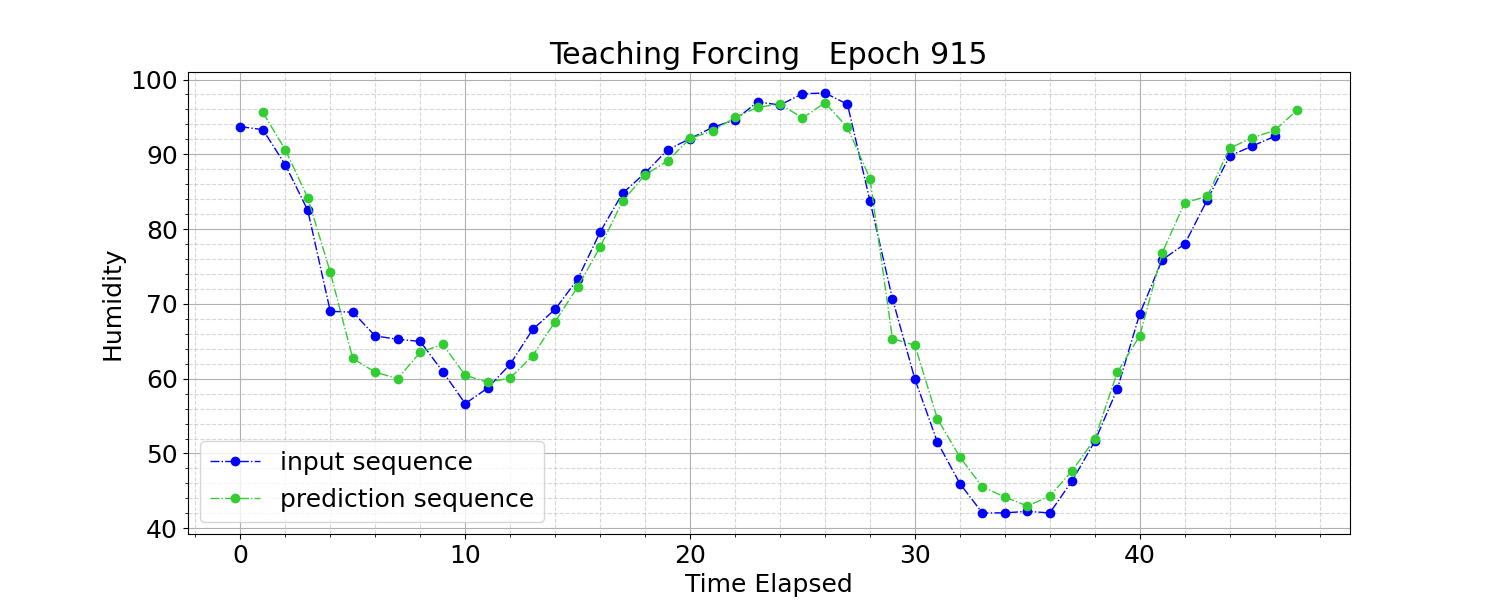 Teaching Forcing   Epoch 915
100
90
80
70
60
50
40
Humidity
input sequence
prediction sequence
0 10 20 30 40
Time Elapsed